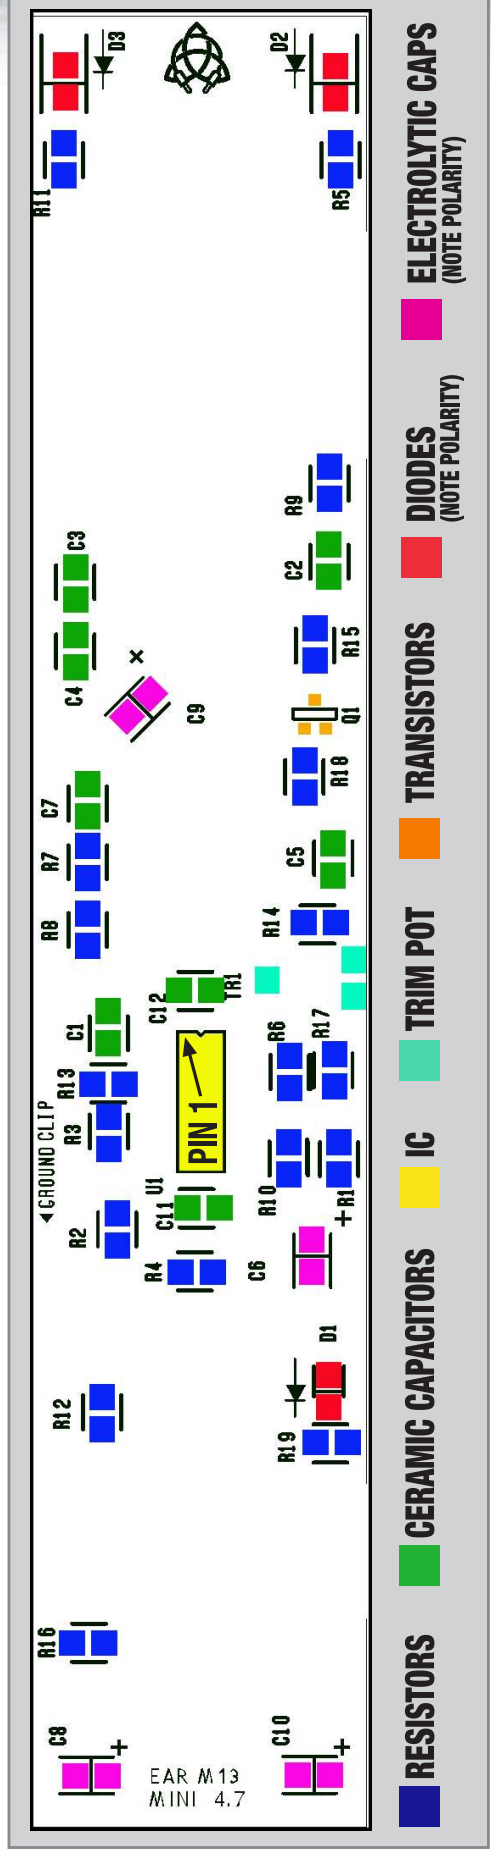 D3
D2
R11
R5
R9
C3
C2
C4
R15
C9
Q1
C7
R18
R7
C5
R8
R14
C12
TR1
C1
R6
R17
R13
GROUND CLIP
R3
PIN 1
U1
C11
R10
R1
+
R2
R4
C6
D1
R12
R19
R16
C8
+
C10
+
EAR M13
MINI 4.7
RESISTORS
CERAMIC CAPACITORS
IC
TRIM POT
TRANSISTORS
DIODES
(NOTE POLARITY)
ELECTROLYTIC CAPS
(NOTE POLARITY)